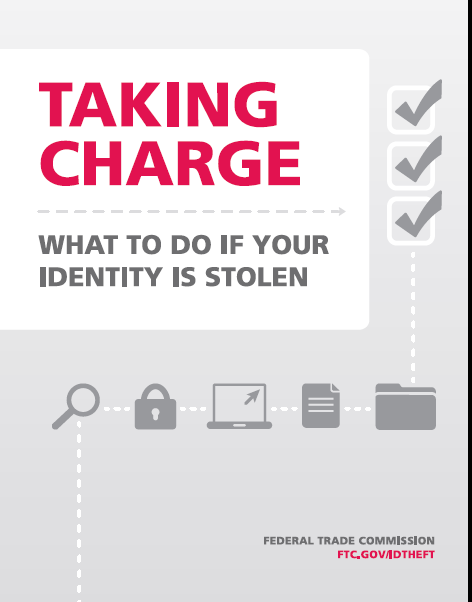 TAKING
CHARGE
WHAT TO DO IF YOUR
IDENTITY IS STOLEN
FEDERAL TRADE COMMISSION
FTC.GOV/IDTHEFT